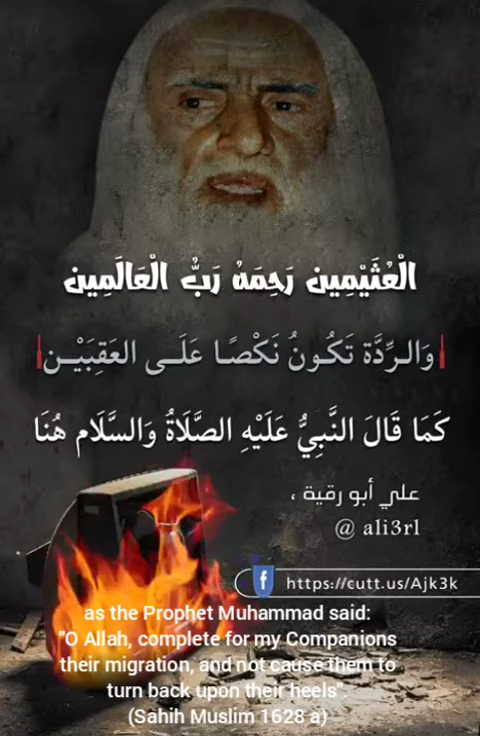 الْعُثَيْمِين رَحِمَهُ رَبُّ الْعَالَمِين
وَالرِّدَّة تَكُونُ نَكْصًا عَلَى العَقِبَيْن
كَمَا قَالَ النَّبِيُّ عَلَيْهِ الصَّلَاةُ وَالسَّلَام هُنَا
علي أبو رقية ،
@ ali3rl
https://cutt.us/Ajk3k
as the Prophet Muhammad said:
"O Allah, complete for my Companions
their migration, and not cause them to
turn back upon their heels".
(Sahih Muslim 1628 a)